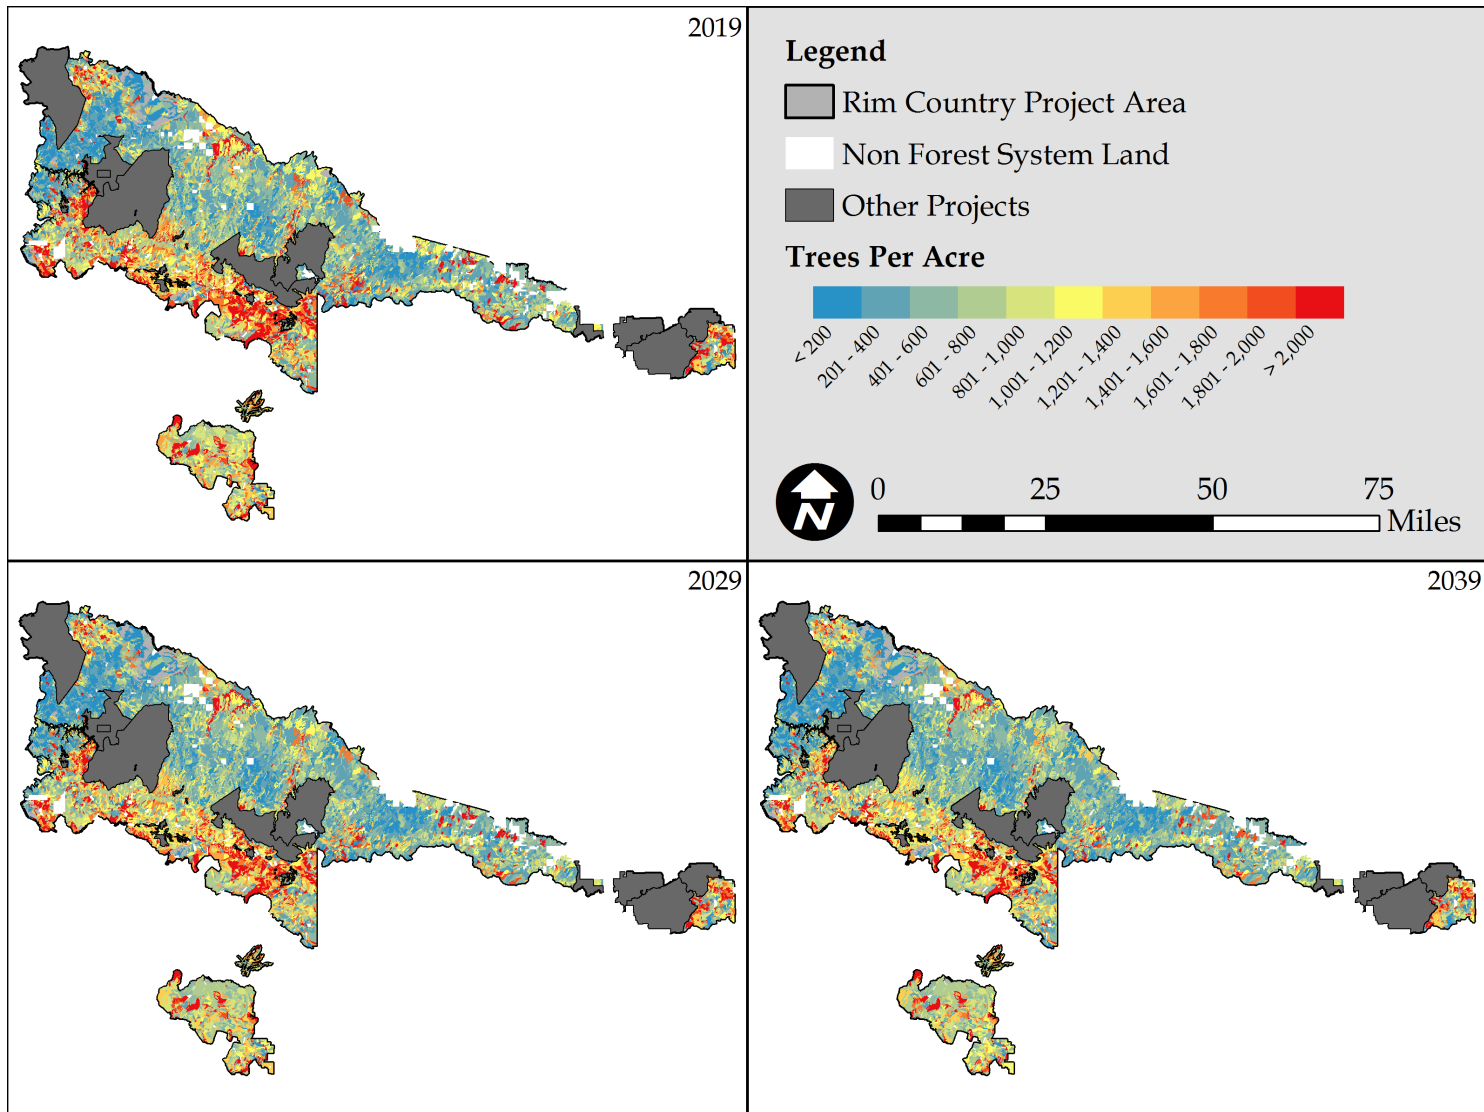 2019
Legend
Rim Country Project Area
Non Forest System Land
Other Projects
Trees Per Acre
< 200
201 - 400
401 - 600
601 - 800
801 - 1,000
1,001 - 1,200
1,201 - 1,400
1,401 - 1,600
1,601 - 1,800
1,801 - 2,000
> 2,000
N
0 25 50 75
Miles
2029
2039